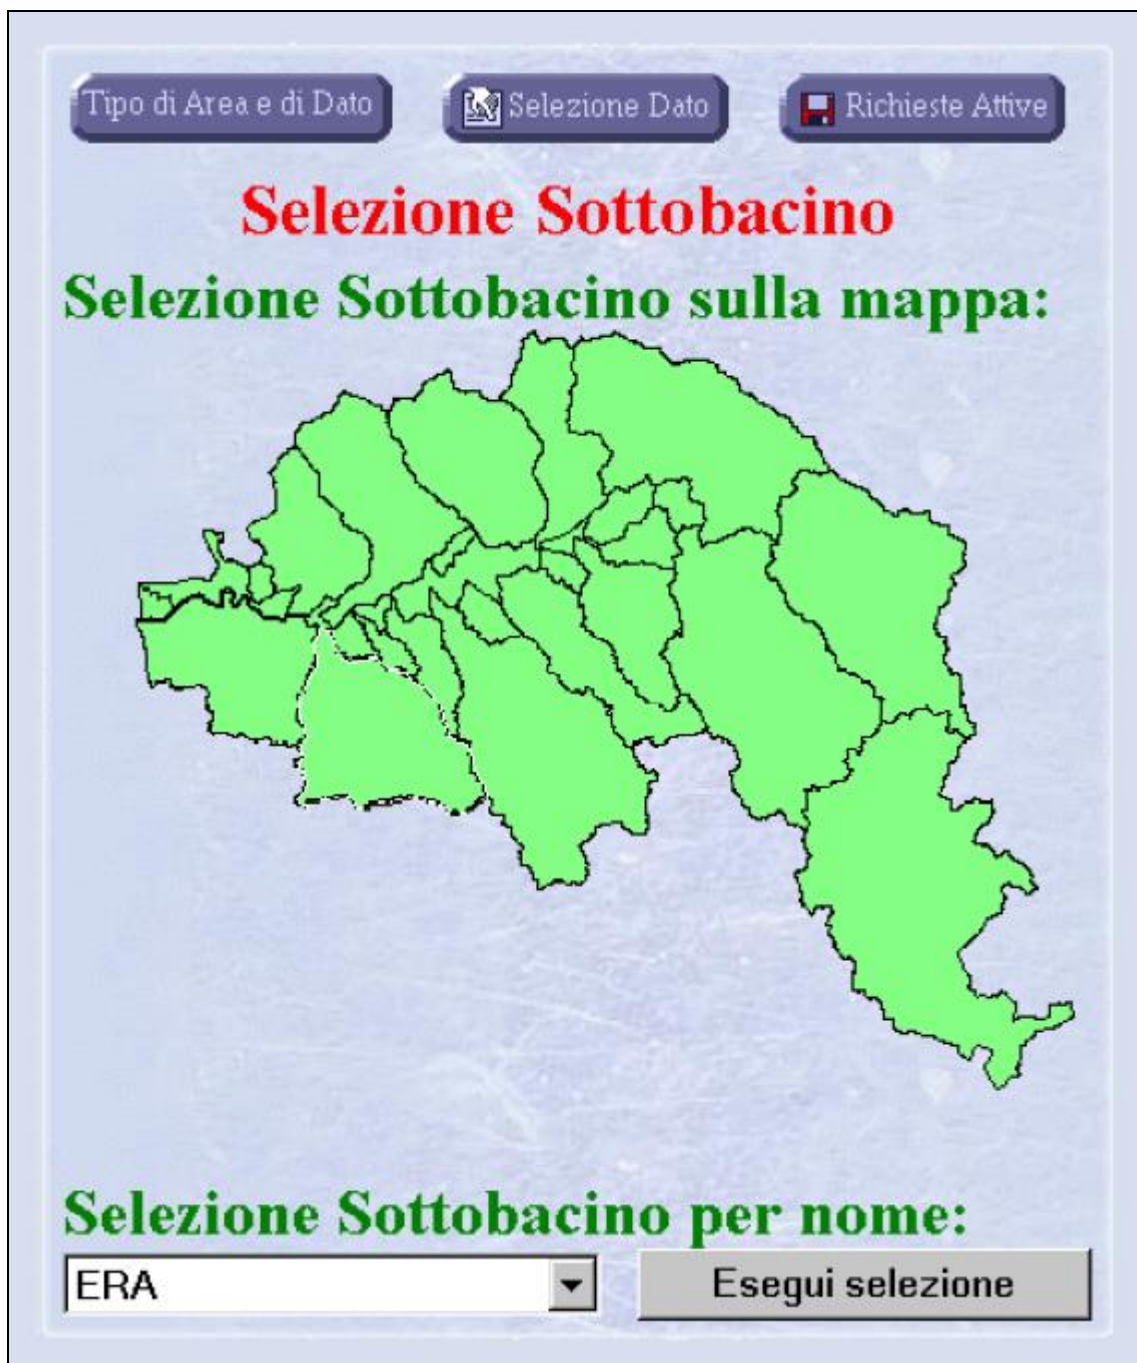 Tipo di Area e di Dato
Selezione Dato
Richieste Attive
Selezione Sottobacino
Selezione Sottobacino sulla mappa:
Selezione Sottobacino per nome:
ERA
Esegui selezione